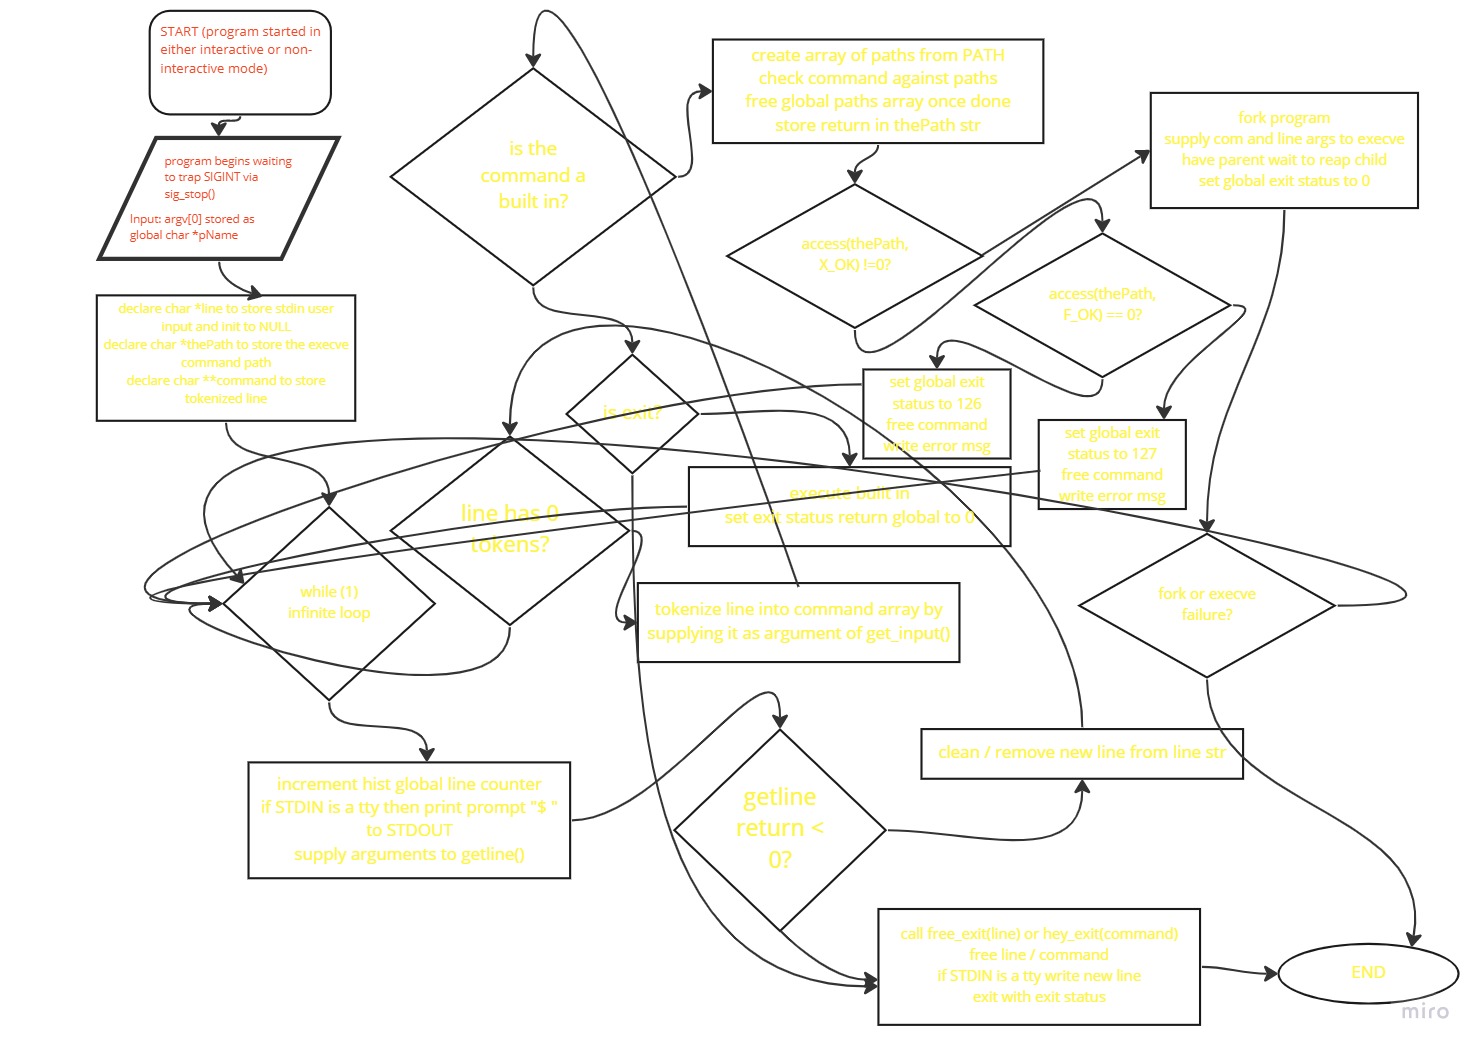 START (program started in
either interactive or non-
interactive mode)
program begins waiting
to trap SIGINT via
sig_stop()
Input: argv[0] stored as
global char *pName
declare char *line to store stdin user
input and init to NULL
declare char *thePath to store the execve
command path
declare char **command to store
tokenized line
is the
command a
built in?
create array of paths from PATH
check command against paths
free global paths array once done
store return in thePath str
fork program
supply com and line args to execve
have parent wait to reap child
set global exit status to 0
access(thePath,
X_OK) !=0?
access(thePath,
F_OK) == 0?
is exit?
set global exit
status to 126
free command
write error msg
set global exit
status to 127
free command
write error msg
line has 0
tokens?
execute built in
set exit status return global to 0
while (1)
infinite loop
tokenize line into command array by
supplying it as argument of get_input()
fork or execve
failure?
increment hist global line counter
if STDIN is a tty then print prompt "$ "
to STDOUT
supply arguments to getline()
getline
return <
0?
clean / remove new line from line str
call free_exit(line) or hey_exit(command)
free line / command
if STDIN is a tty write new line
exit with exit status
END
miro